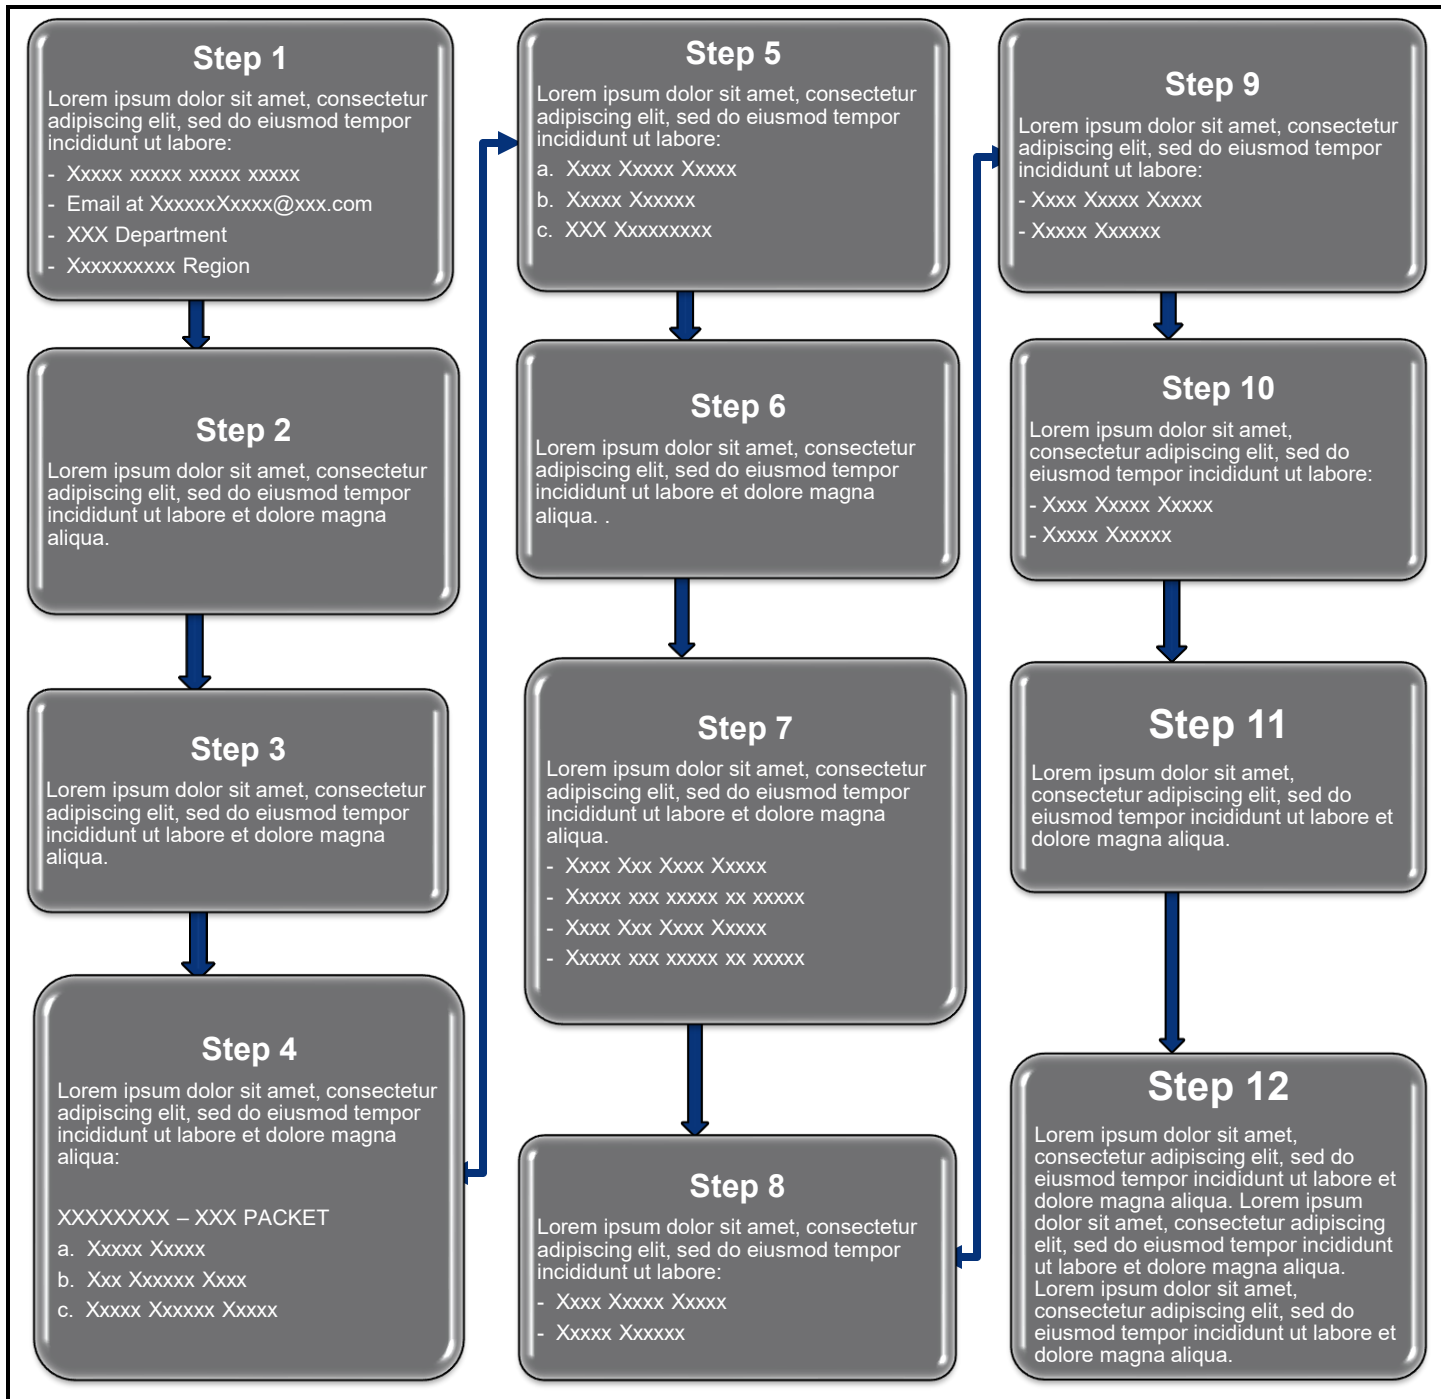 Step 1
Lorem ipsum dolor sit amet, consectetur
adipiscing elit, sed do eiusmod tempor
incididunt ut labore:
- Xxxxx xxxxx xxxxx xxxxx
- Email at XxxxxxXxxxx@xxx.com
- XXX Department
- Xxxxxxxxxx Region
Step 2
Lorem ipsum dolor sit amet, consectetur
adipiscing elit, sed do eiusmod tempor
incididunt ut labore et dolore magna
aliqua.
Step 3
Lorem ipsum dolor sit amet, consectetur
adipiscing elit, sed do eiusmod tempor
incididunt ut labore et dolore magna
aliqua.
Step 4
Lorem ipsum dolor sit amet, consectetur
adipiscing elit, sed do eiusmod tempor
incididunt ut labore et dolore magna
aliqua:
XXXXXXXX – XXX PACKET
a. Xxxxx Xxxxx
b. Xxx Xxxxxx Xxxx
c. Xxxxx Xxxxxx Xxxxx
Step 5
Lorem ipsum dolor sit amet, consectetur
adipiscing elit, sed do eiusmod tempor
incididunt ut labore:
a. Xxxx Xxxxx Xxxxx
b. Xxxxx Xxxxxx
c. XXX Xxxxxxxxx
Step 6
Lorem ipsum dolor sit amet, consectetur
adipiscing elit, sed do eiusmod tempor
incididunt ut labore et dolore magna
aliqua. .
Step 7
Lorem ipsum dolor sit amet, consectetur
adipiscing elit, sed do eiusmod tempor
incididunt ut labore et dolore magna
aliqua.
- Xxxx Xxx Xxxx Xxxxx
- Xxxxx xxx xxxxx xx xxxxx
- Xxxx Xxx Xxxx Xxxxx
- Xxxxx xxx xxxxx xx xxxxx
Step 8
Lorem ipsum dolor sit amet, consectetur
adipiscing elit, sed do eiusmod tempor
incididunt ut labore:
- Xxxx Xxxxx Xxxxx
- Xxxxx Xxxxxx
Step 9
Lorem ipsum dolor sit amet, consectetur
adipiscing elit, sed do eiusmod tempor
incididunt ut labore:
- Xxxx Xxxxx Xxxxx
- Xxxxx Xxxxxx
Step 10
Lorem ipsum dolor sit amet,
consectetur adipiscing elit, sed do
eiusmod tempor incididunt ut labore:
- Xxxx Xxxxx Xxxxx
- Xxxxx Xxxxxx
Step 11
Lorem ipsum dolor sit amet,
consectetur adipiscing elit, sed do
eiusmod tempor incididunt ut labore et
dolore magna aliqua.
Step 12
Lorem ipsum dolor sit amet,
consectetur adipiscing elit, sed do
eiusmod tempor incididunt ut labore et
dolore magna aliqua. Lorem ipsum
dolor sit amet, consectetur adipiscing
elit, sed do eiusmod tempor incididunt
ut labore et dolore magna aliqua.
Lorem ipsum dolor sit amet,
consectetur adipiscing elit, sed do
eiusmod tempor incididunt ut labore et
dolore magna aliqua.